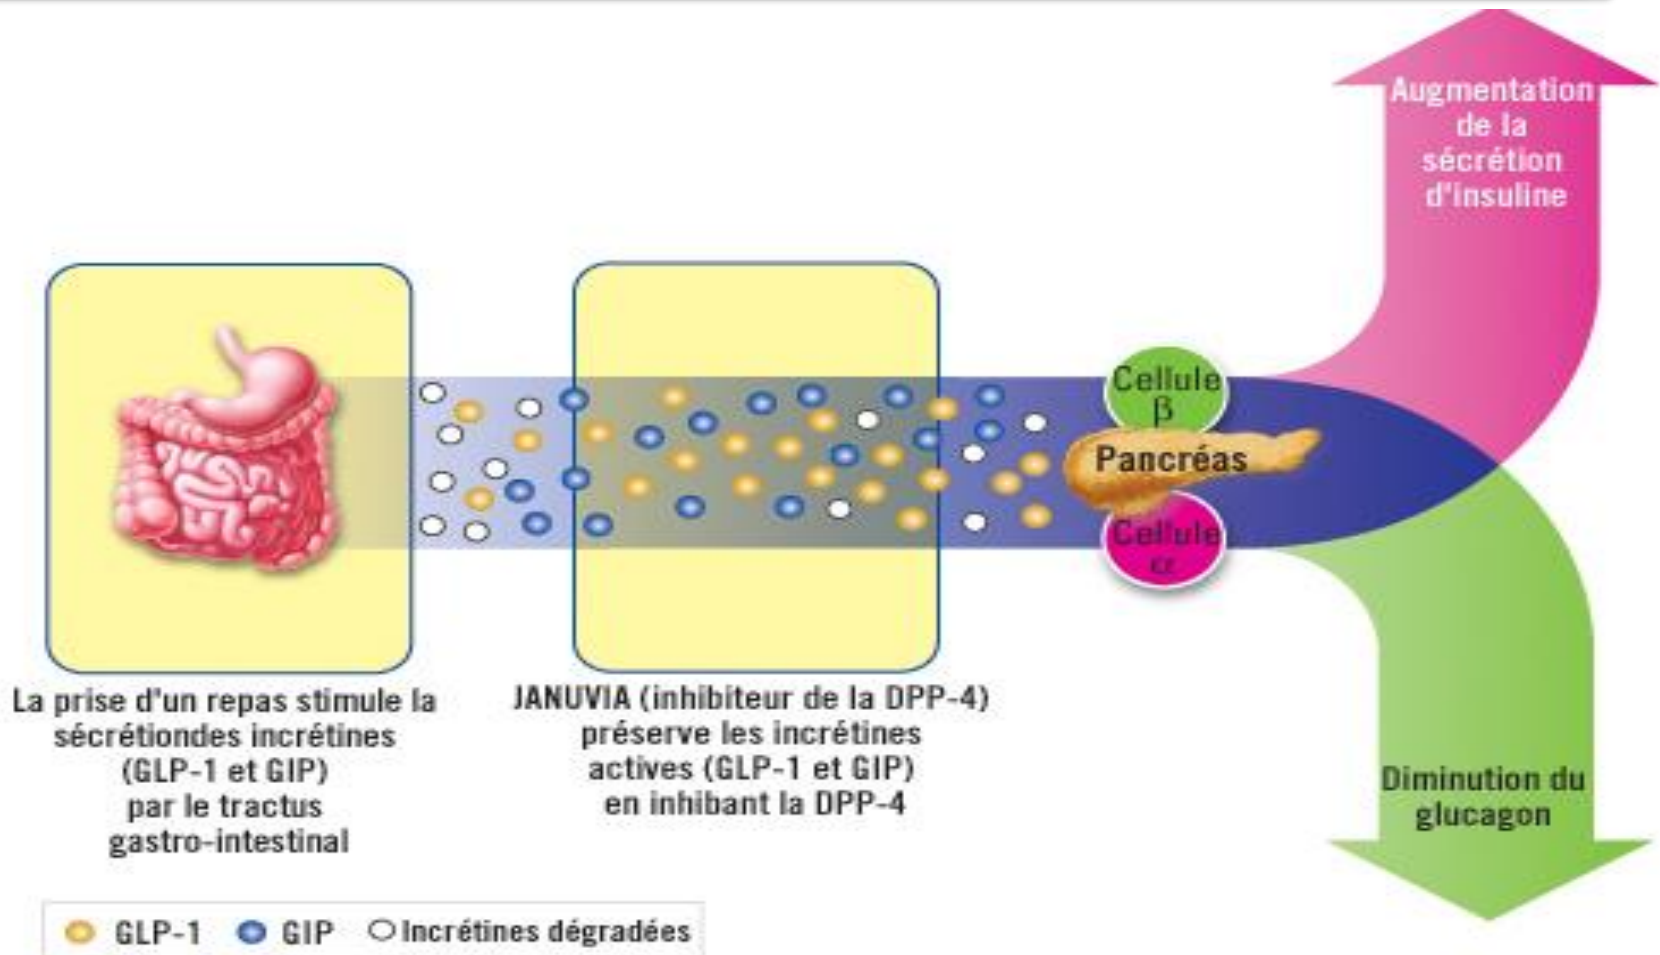 Augmentation
de la
sécrétion
d'insuline
Cellule
β
Pancréas
Cellule
α
La prise d'un repas stimule la
sécrétiondes incrétines
(GLP-1 et GIP)
par le tractus
gastro-intestinal
JANUVIA (inhibiteur de la DPP-4)
préserve les incrétines
actives (GLP-1 et GIP)
en inhibant la DPP-4
Diminution du
glucagon
GLP-1 GIP Incrétines dégradées